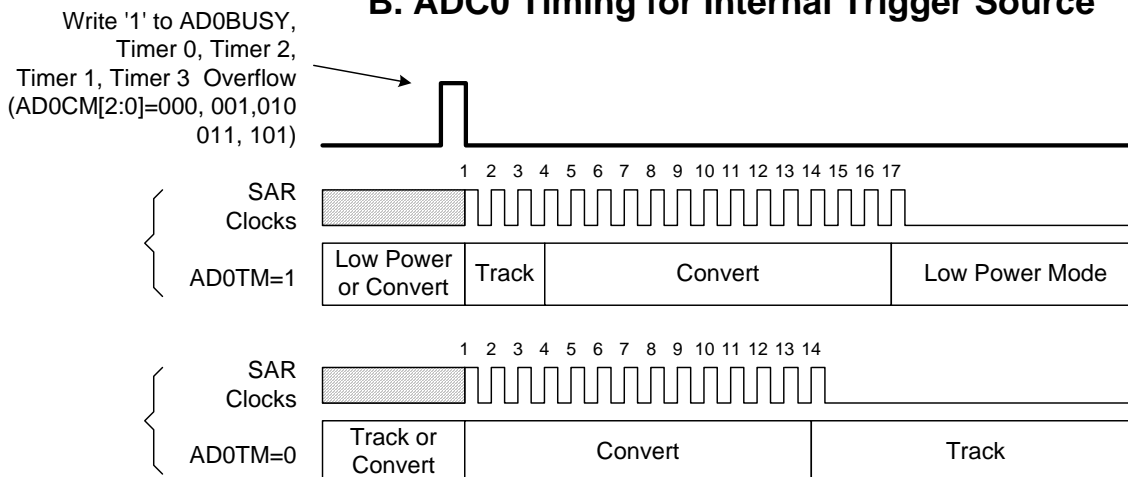 B. ADC0 Timing for Internal Trigger Source
Write '1' to AD0BUSY,
Timer 0, Timer 2,
Timer 1, Timer 3 Overflow
(AD0CM[2:0]=000, 001,010
011, 101)
1 2 3 4 5 6 7 8 9 10 11 12 13 14 15 16 17
SAR
Clocks
AD0TM=1
Low Power
or Convert
Track
Convert
Low Power Mode
1 2 3 4 5 6 7 8 9 10 11 12 13 14
SAR
Clocks
AD0TM=0
Track or
Convert
Convert
Track